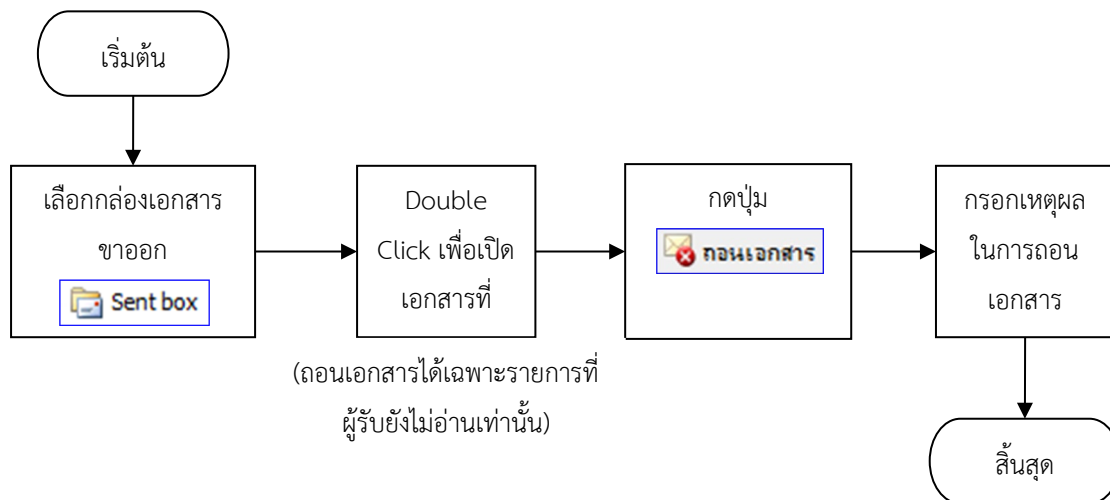 เริ่มต้น
เลือกกล่องเอกสาร
ขาออก
Sent box
Double
Click เพื่อเปิด
เอกสารที่
(ถอนเอกสารได้เฉพาะรายการที่
ผู้รับยังไม่อ่านเท่านั้น)
กดปุ่ม
ถอนเอกสาร
กรอกเหตุผล
ในการถอน
เอกสาร
สิ้นสุด